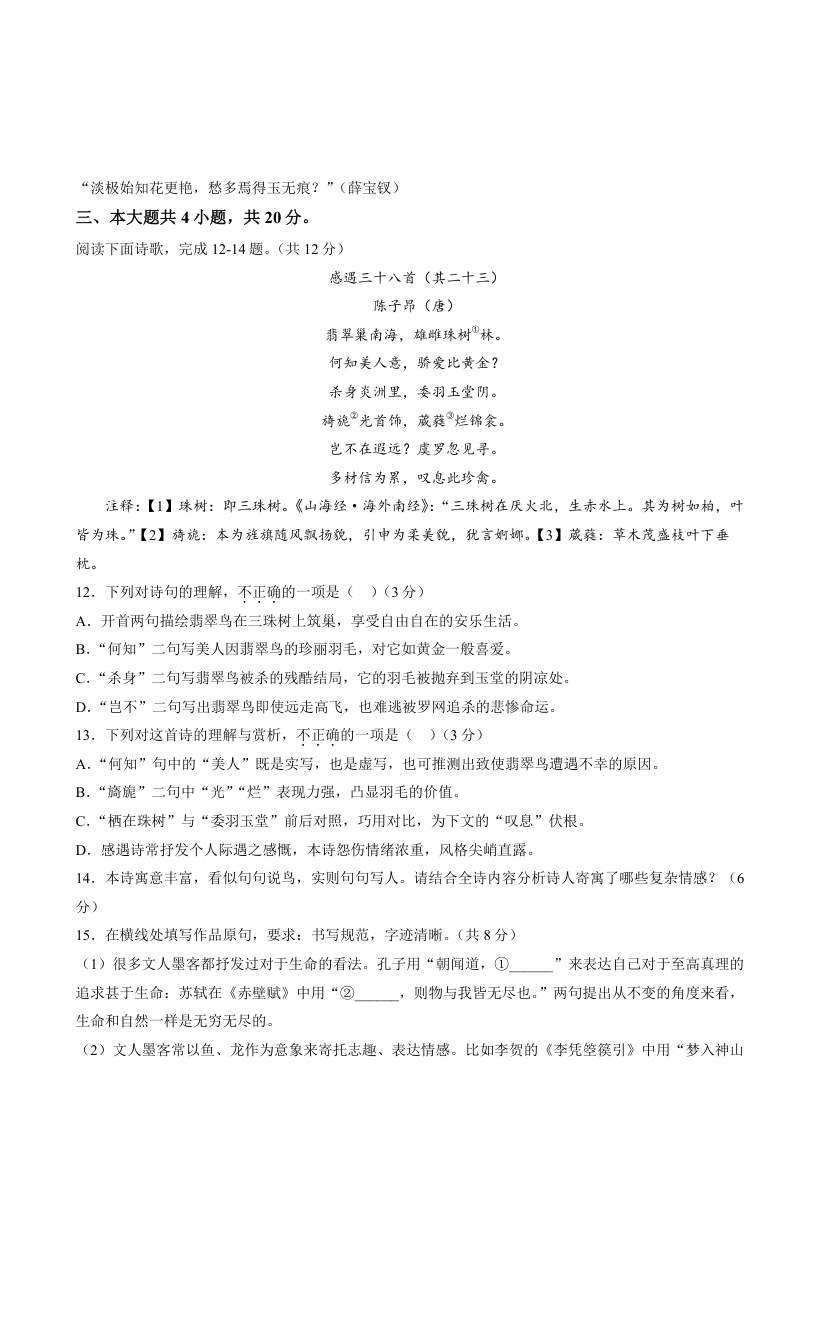 “淡极始知花更艳，愁多焉得玉无痕？”（薛宝钗）
三、本大题共 4 小题，共 20 分。
阅读下面诗歌，完成 12-14 题。（共 12 分）
感遇三十八首（其二十三）
陈子昂（唐）
翡翠巢南海，雄雌珠树①林。
何知美人意，骄爱比黄金？
杀身炎洲里，委羽玉堂阴。
旖旎②光首饰，葳蕤③烂锦衾。
岂不在遐远？虞罗忽见寻。
多材信为累，叹息此珍禽。
注释：【1】珠树：即三珠树。《山海经·海外南经》：“三珠树在厌火北，生赤水上。其为树如柏，叶
皆为珠。”【2】旖旎：本为旌旗随风飘扬貌，引申为柔美貌，犹言婀娜。【3】葳蕤：草木茂盛枝叶下垂
枕。
12．下列对诗句的理解，不正确的一项是（　）（3 分）
A．开首两句描绘翡翠鸟在三珠树上筑巢，享受自由自在的安乐生活。
B．“何知”二句写美人因翡翠鸟的珍丽羽毛，对它如黄金一般喜爱。
C．“杀身”二句写翡翠鸟被杀的残酷结局，它的羽毛被抛弃到玉堂的阴凉处。
D．“岂不”二句写出翡翠鸟即使远走高飞，也难逃被罗网追杀的悲惨命运。
13．下列对这首诗的理解与赏析，不正确的一项是（　）（3 分）
A．“何知”句中的“美人”既是实写，也是虚写，也可推测出致使翡翠鸟遭遇不幸的原因。
B．“旖旎”二句中“光”“烂”表现力强，凸显羽毛的价值。
C．“栖在珠树”与“委羽玉堂”前后对照，巧用对比，为下文的“叹息”伏根。
D．感遇诗常抒发个人际遇之感慨，本诗怨伤情绪浓重，风格尖峭直露。
14．本诗寓意丰富，看似句句说鸟，实则句句写人。请结合全诗内容分析诗人寄寓了哪些复杂情感？（6
分）
15．在横线处填写作品原句，要求：书写规范，字迹清晰。（共 8 分）
（1）很多文人墨客都抒发过对于生命的看法。孔子用“朝闻道，①______”来表达自己对于至高真理的
追求甚于生命：苏轼在《赤壁赋》中用“②______，则物与我皆无尽也。”两句提出从不变的角度来看，
生命和自然一样是无穷无尽的。
（2）文人墨客常以鱼、龙作为意象来寄托志趣、表达情感。比如李贺的《李凭箜篌引》中用“梦入神山